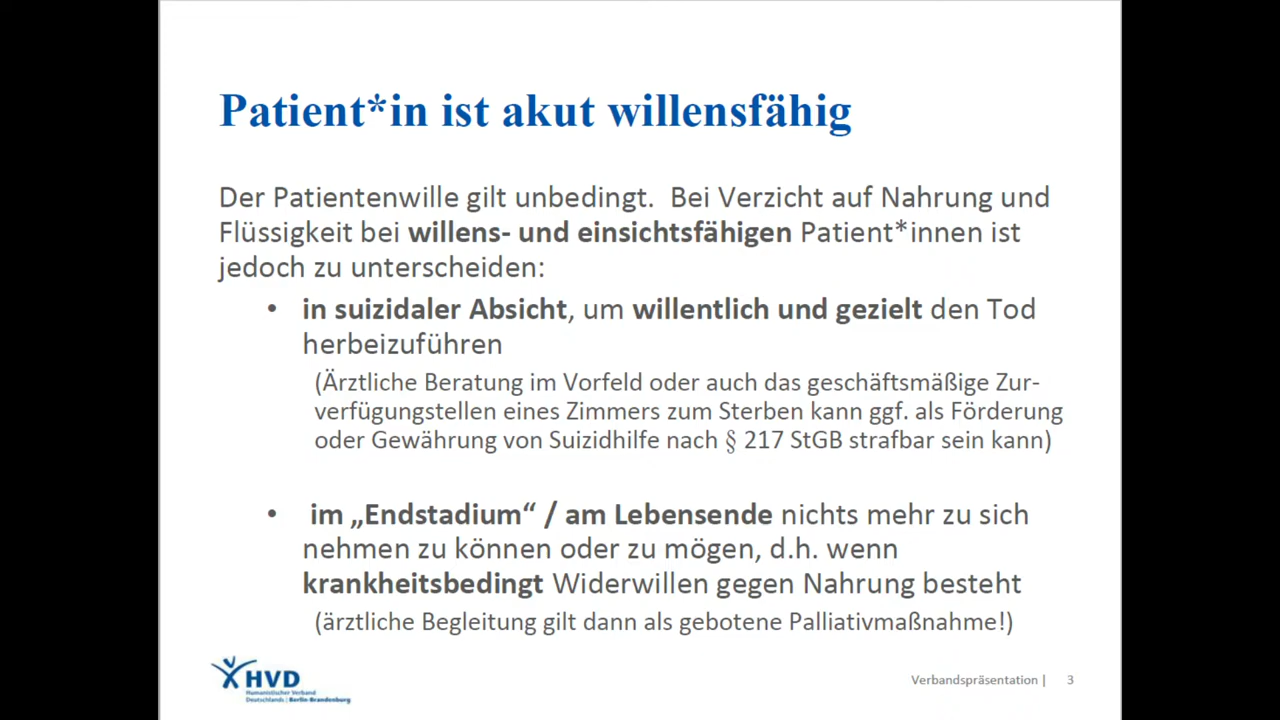 Patient*in ist akut willensfähig
Der Patientenwille gilt unbedingt.  Bei Verzicht auf Nahrung und
Flüssigkeit bei willens- und einsichtsfähigen Patient*innen ist
jedoch zu unterscheiden:
• in suizidaler Absicht, um willentlich und gezielt den Tod
herbeizuführen
(Ärztliche Beratung im Vorfeld oder auch das geschäftsmäßige Zur-
verfügungstellen eines Zimmers zum Sterben kann ggf. als Förderung
oder Gewährung von Suizidhilfe nach § 217 StGB strafbar sein kann)
• im „Endstadium“ / am Lebensende nichts mehr zu sich
nehmen zu können oder zu mögen, d.h. wenn
krankheitsbedingt Widerwillen gegen Nahrung besteht
(ärztliche Begleitung gilt dann als gebotene Palliativmaßnahme!)
HVD
Humanistischer Verband
Deutschlands | Berlin-Brandenburg
Verbandspräsentation | 3